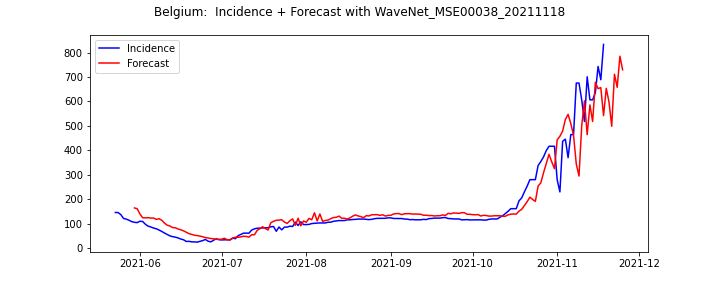 Belgium:  Incidence + Forecast with WaveNet_MSE00038_20211118
Incidence
Forecast
800
700
600
500
400
300
200
100
0
2021-06 2021-07 2021-08 2021-09 2021-10 2021-11 2021-12